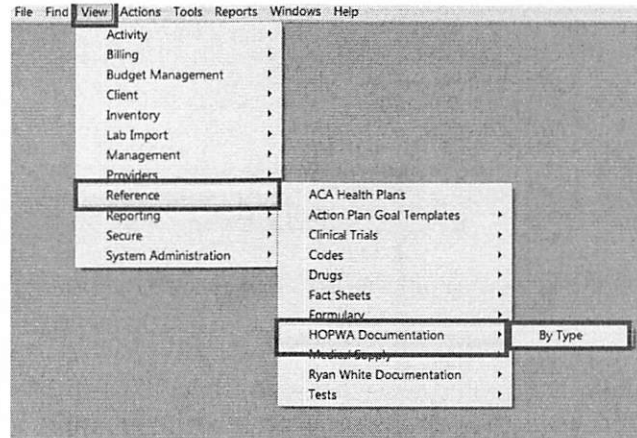 File Find View Actions Tools Reports Windows Help
Activity
Billing
Budget Management
Client
Inventory
Lab Import
Management
Providers
Reference
Reporting
Secure
System Administration
ACA Health Plans
Action Plan Goal Templates
Clinical Trials
Codes
Drugs
Fact Sheets
Formulary
HOPWA Documentation
By Type
Medical Supply
Ryan White Documentation
Tests